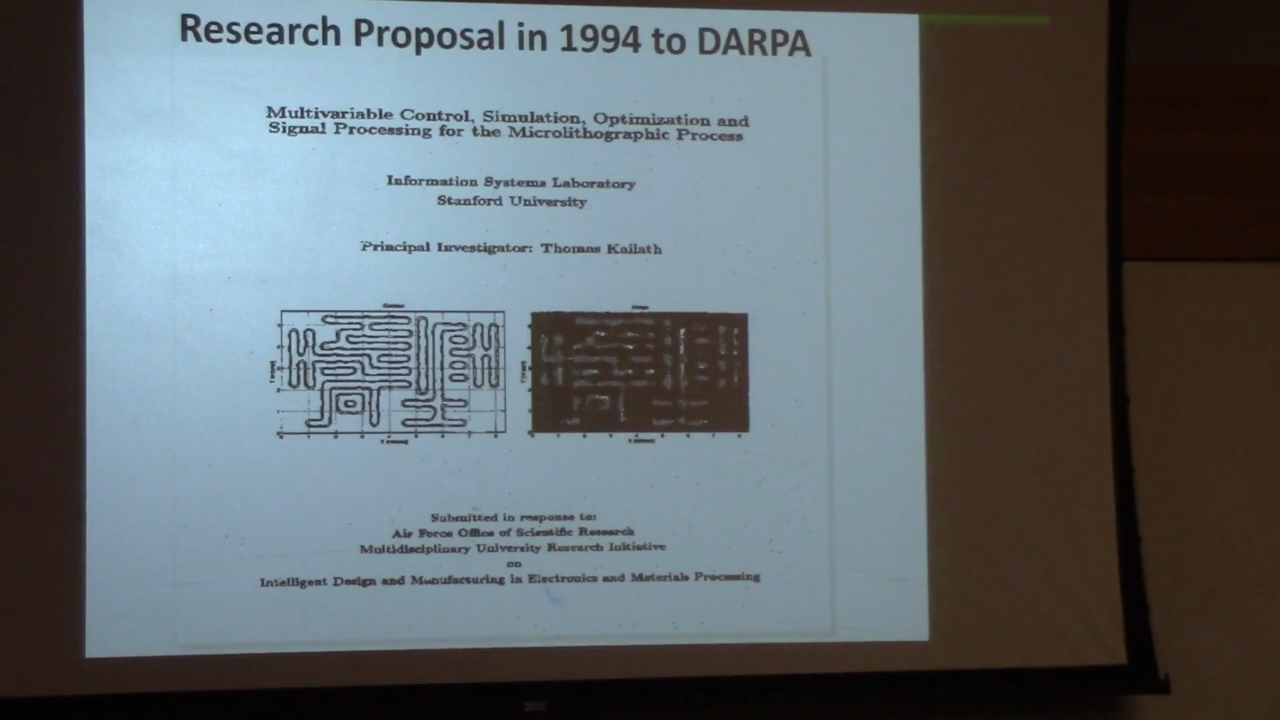 Research Proposal in 1994 to DARPA
Multivariable Control, Simulation, Optimization and
Signal Processing for the Microlithographic Process
Information Systems Laboratory
Stanford University
Principal Investigator: Thomas Kailath
Submitted in response to:
Air Force Office of Scientific Research
Multidisciplinary University Research Initiative
on
Intelligent Design and Manufacturing in Electronics and Materials Processing